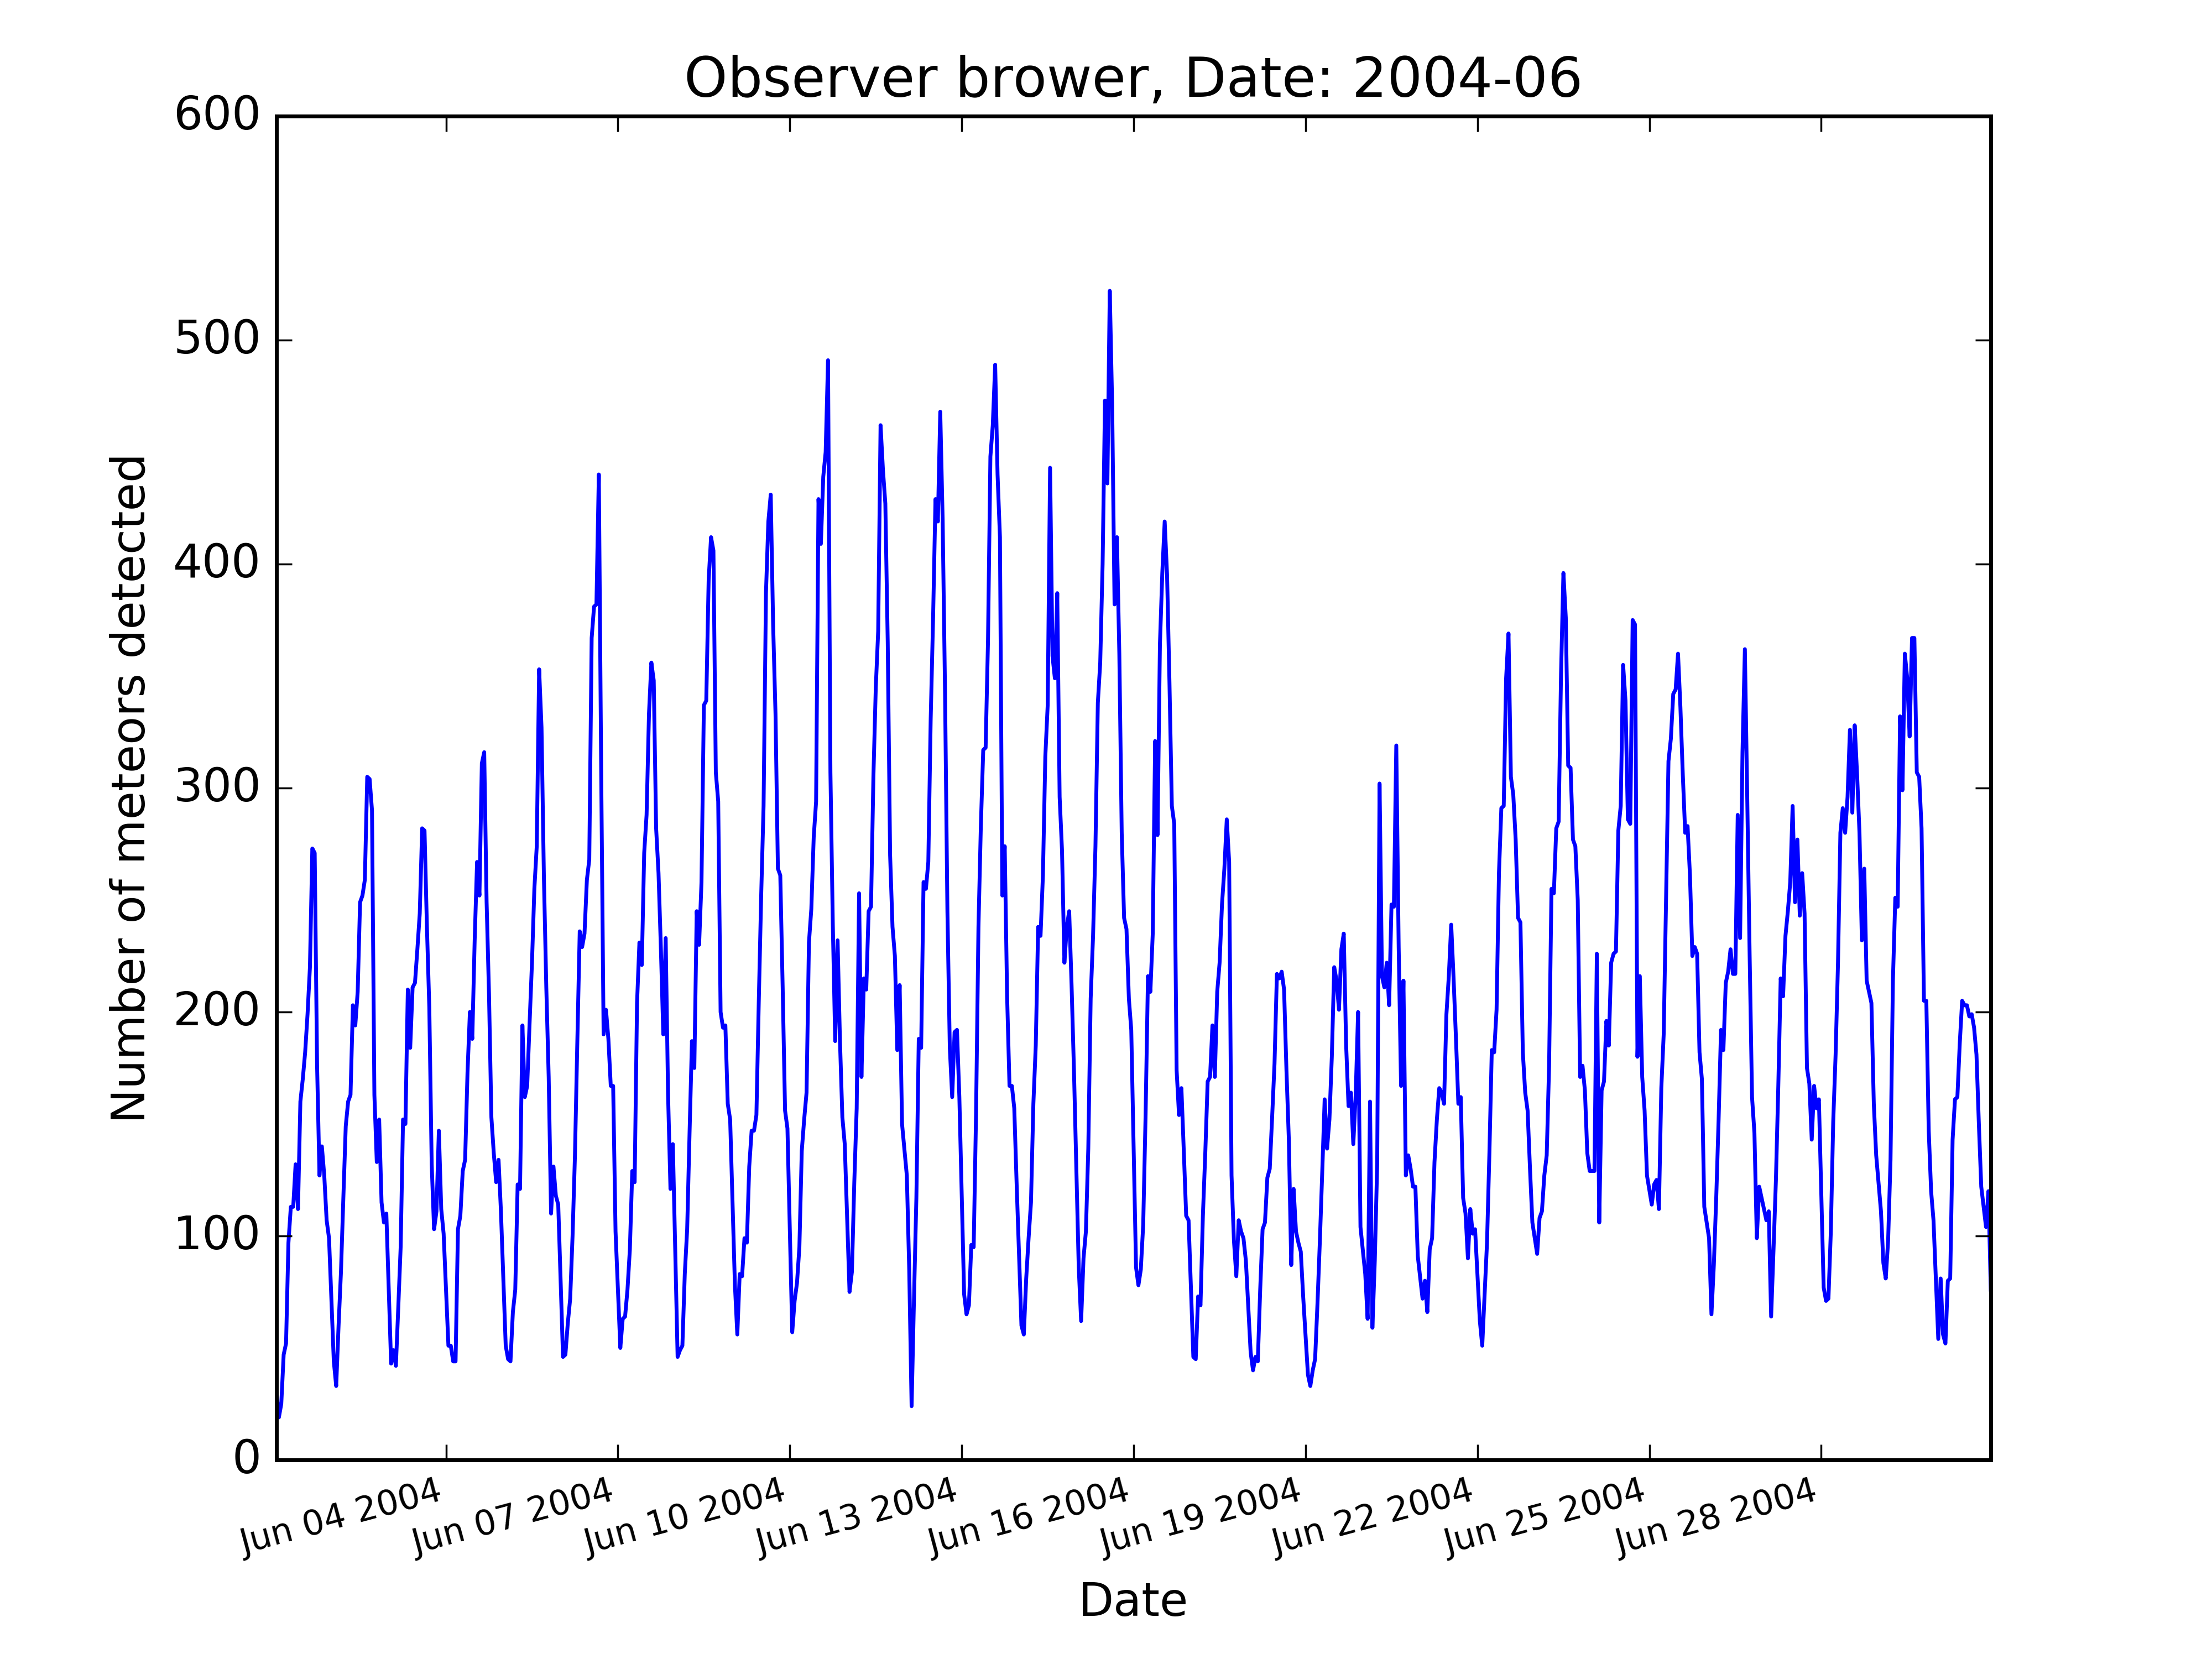 Observer brower, Date: 2004-06
600
500
400
300
200
100
0
Number of meteors detected
Jun 04 2004
Jun 07 2004
Jun 10 2004
Jun 13 2004
Jun 16 2004
Jun 19 2004
Jun 22 2004
Jun 25 2004
Jun 28 2004
Date